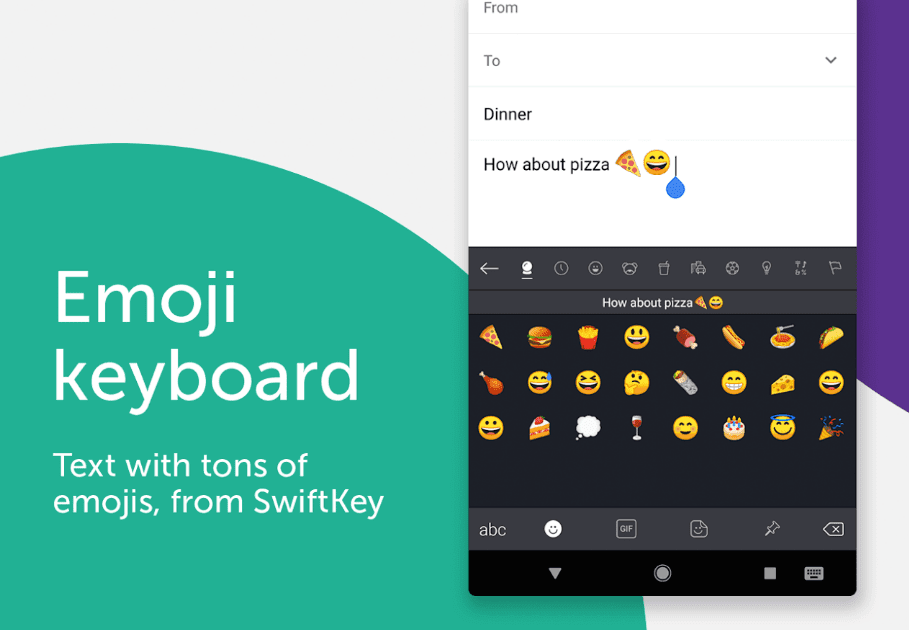 Emoji
keyboard
Text with tons of
emojis, from SwiftKey
From
To
Dinner
How about pizza 🍕😄
How about pizza🍕😄
abc
GIF